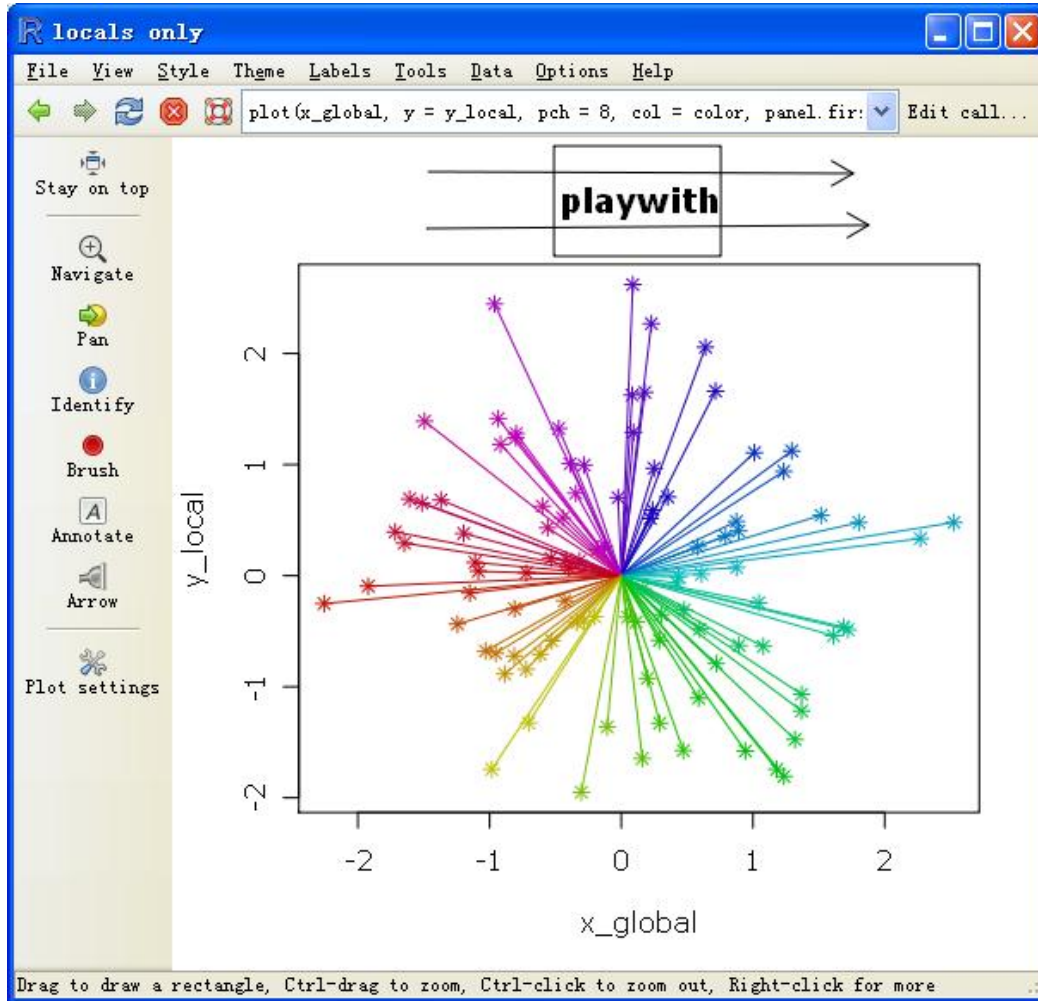 locals only
File View Style Theme Labels Tools Data Options Help
plot(x_global, y = y_local, pch = 8, col = color, panel.fir: Edit call...
Stay on top
Navigate
Pan
Identify
Brush
A
Annotate
Arrow
Plot settings
playwith
2
1
0
-1
-2
y_local
-2 -1 0 1 2
x_global
Drag to draw a rectangle, Ctrl-drag to zoom, Ctrl-click to zoom out, Right-click for more